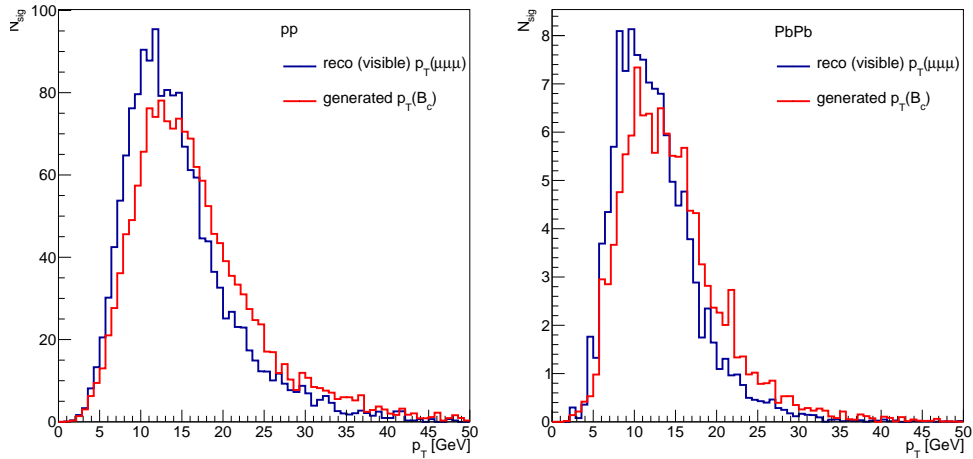 N_sig
100
80
60
40
20
0
pp
reco (visible) p_T(μμμ)
generated p_T(B_c)
0 5 10 15 20 25 30 35 40 45 50
p_T [GeV]
N_sig
8
7
6
5
4
3
2
1
0
PbPb
reco (visible) p_T(μμμ)
generated p_T(B_c)
0 5 10 15 20 25 30 35 40 45 50
p_T [GeV]